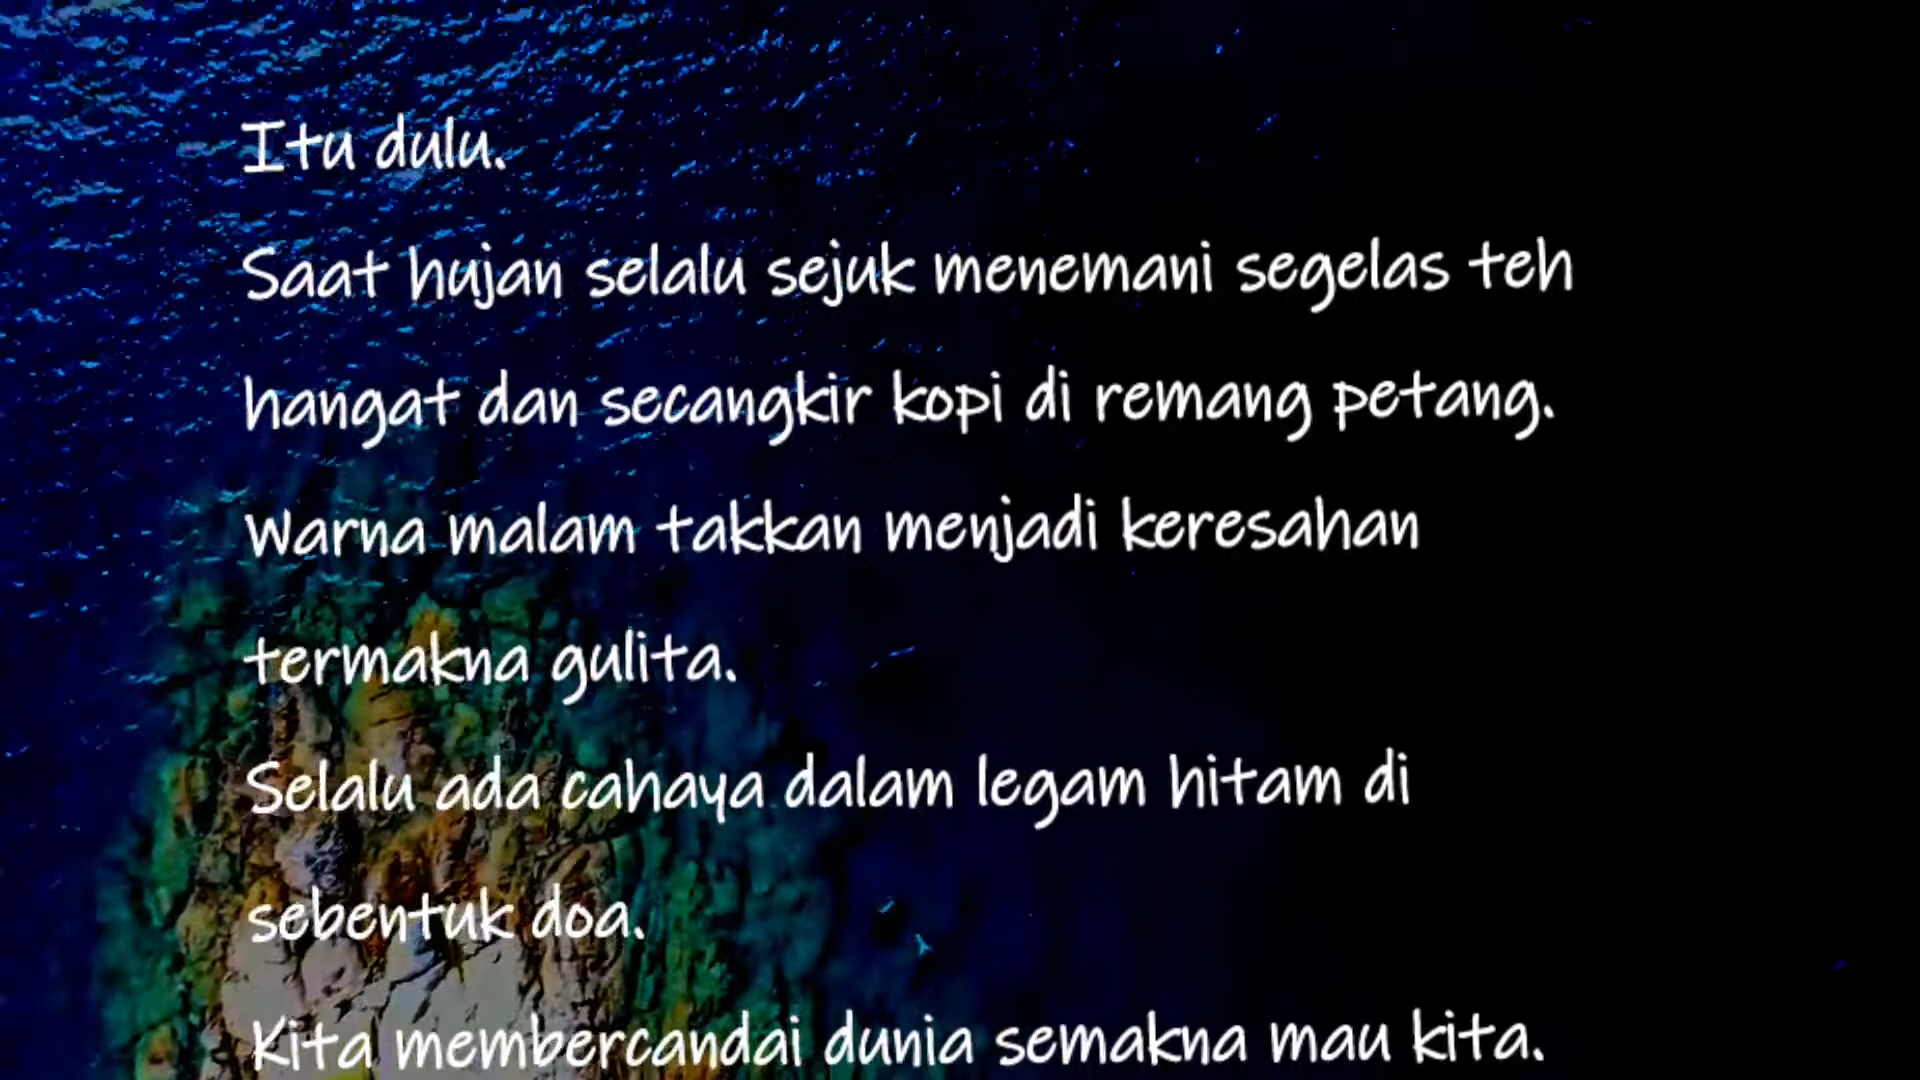 Itu dulu.
Saat hujan selalu sejuk menemani segelas teh
hangat dan secangkir kopi di remang petang.
Warna malam takkan menjadi keresahan
termakna gulita.
Selalu ada cahaya dalam legam hitam di
sebentuk doa.
Kita membercandai dunia semakna mau kita.